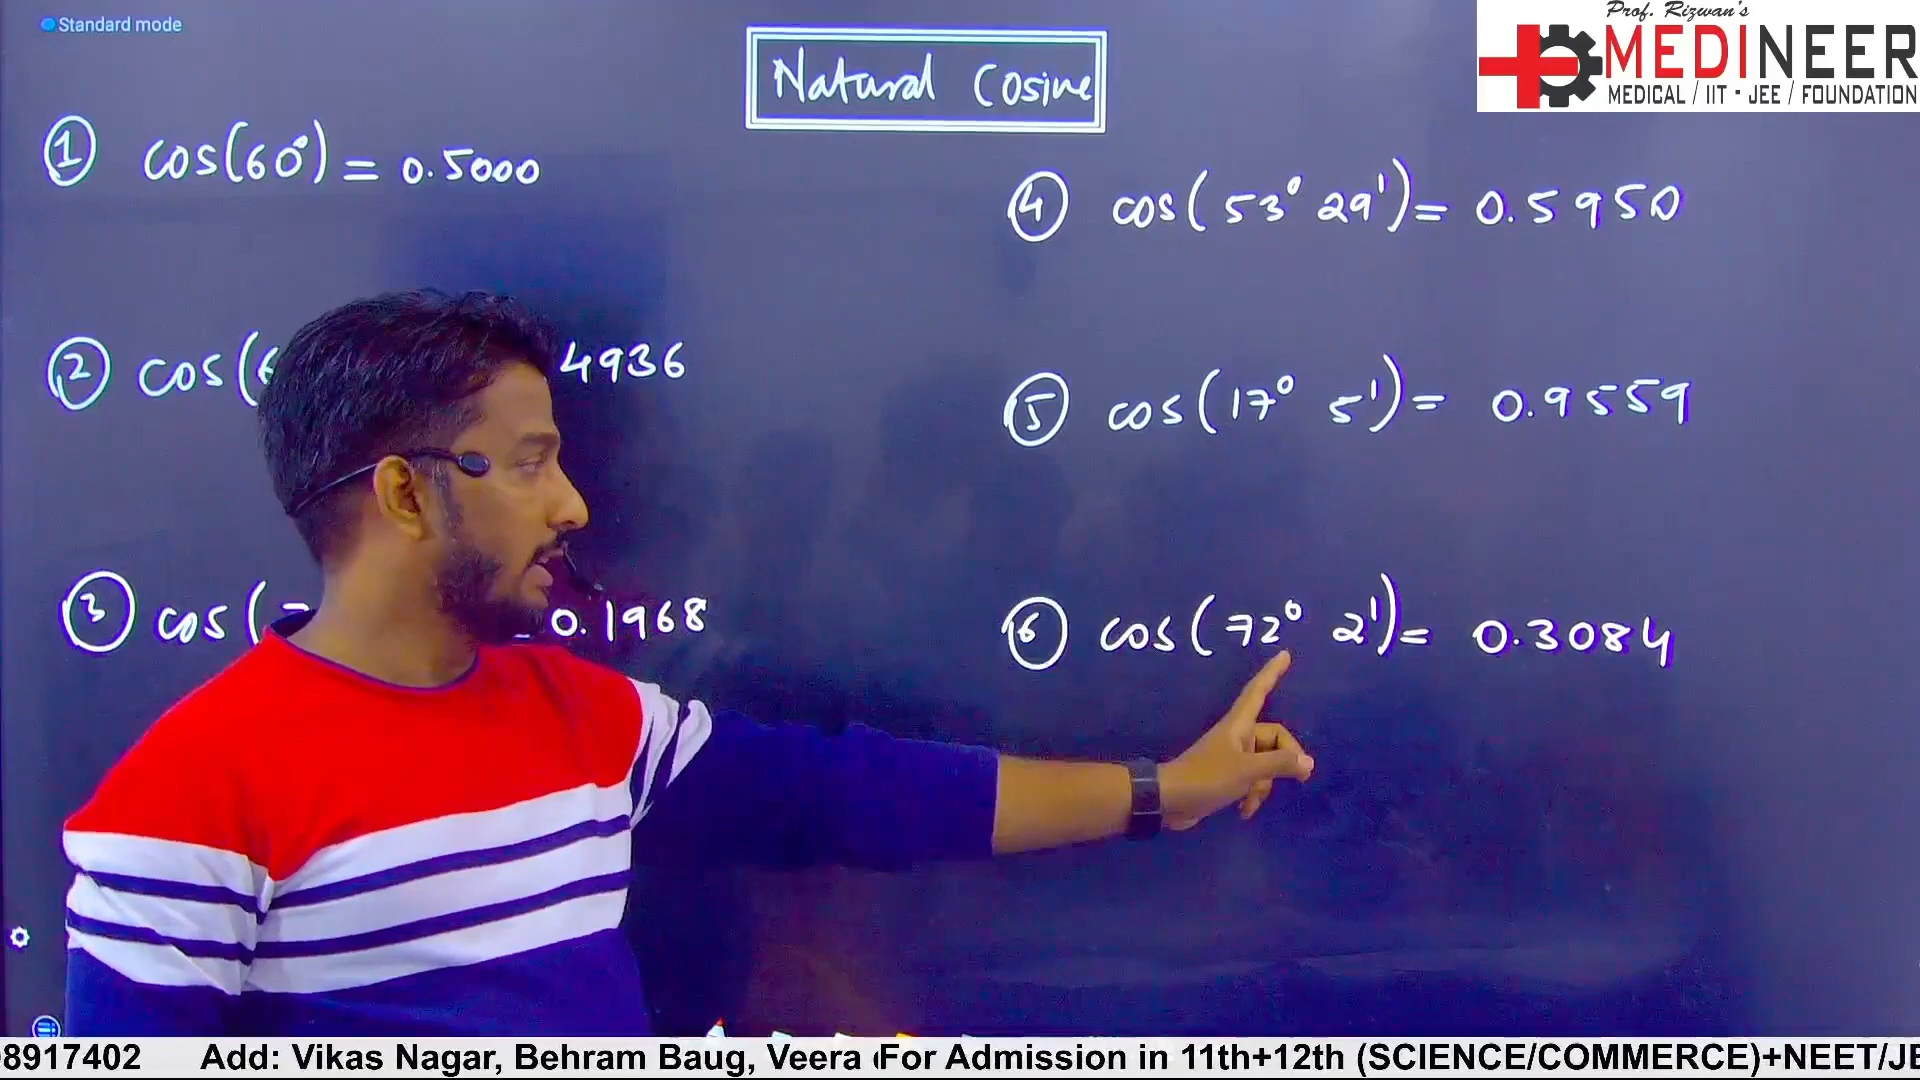 Standard mode
Natural Cosine
Prof. Rizwan's
MEDINEER
MEDICAL / IIT - JEE / FOUNDATION
① cos(60°) = 0.5000
② cos(6 4936
③ cos( 0.1968
④ cos(53° 29') = 0.5950
⑤ cos(17° 5') = 0.9559
⑥ cos(72° 2') = 0.3084
8917402 Add: Vikas Nagar, Behram Baug, Veera For Admission in 11th+12th (SCIENCE/COMMERCE)+NEET/JE